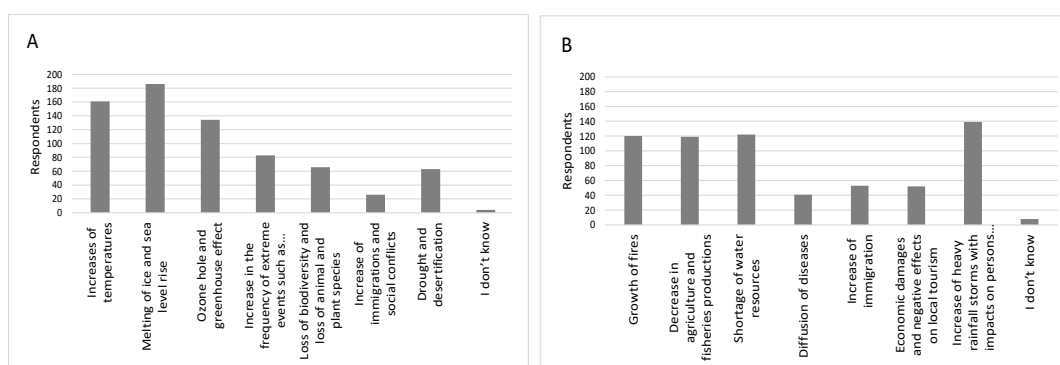 A
200
180
160
140
120
100
80
60
40
20
0
Respondents
Increases of
temperatures
Melting of ice and sea
level rise
Ozone hole and
greenhouse effect
Increase in the
frequency of extreme
events such as...
Loss of biodiversity and
loss of animal and
plant species
Increase of
immigrations and
social conflicts
Drought and
desertification
I don't know
B
200
180
160
140
120
100
80
60
40
20
0
Respondents
Growth of fires
Decrease in
agriculture and
fisheries productions
Shortage of water
resources
Diffusion of diseases
Increase of
immigration
Economic damages
and negative effects
on local tourism
Increase of heavy
rainfall storms with
impacts on persons...
I don't know